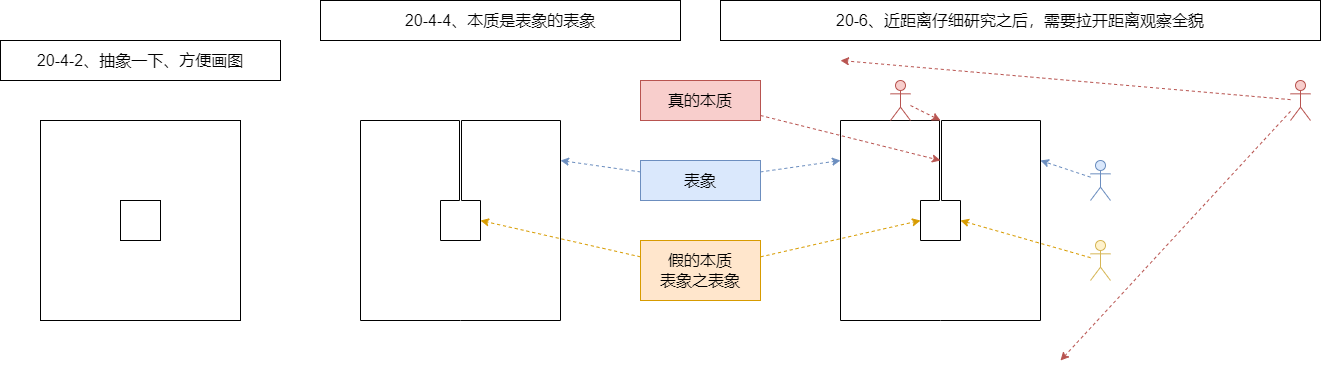 20-4-4、本质是表象的表象
20-6、近距离仔细研究之后，需要拉开距离观察全貌
20-4-2、抽象一下、方便画图
真的本质
表象
假的本质
表象之表象